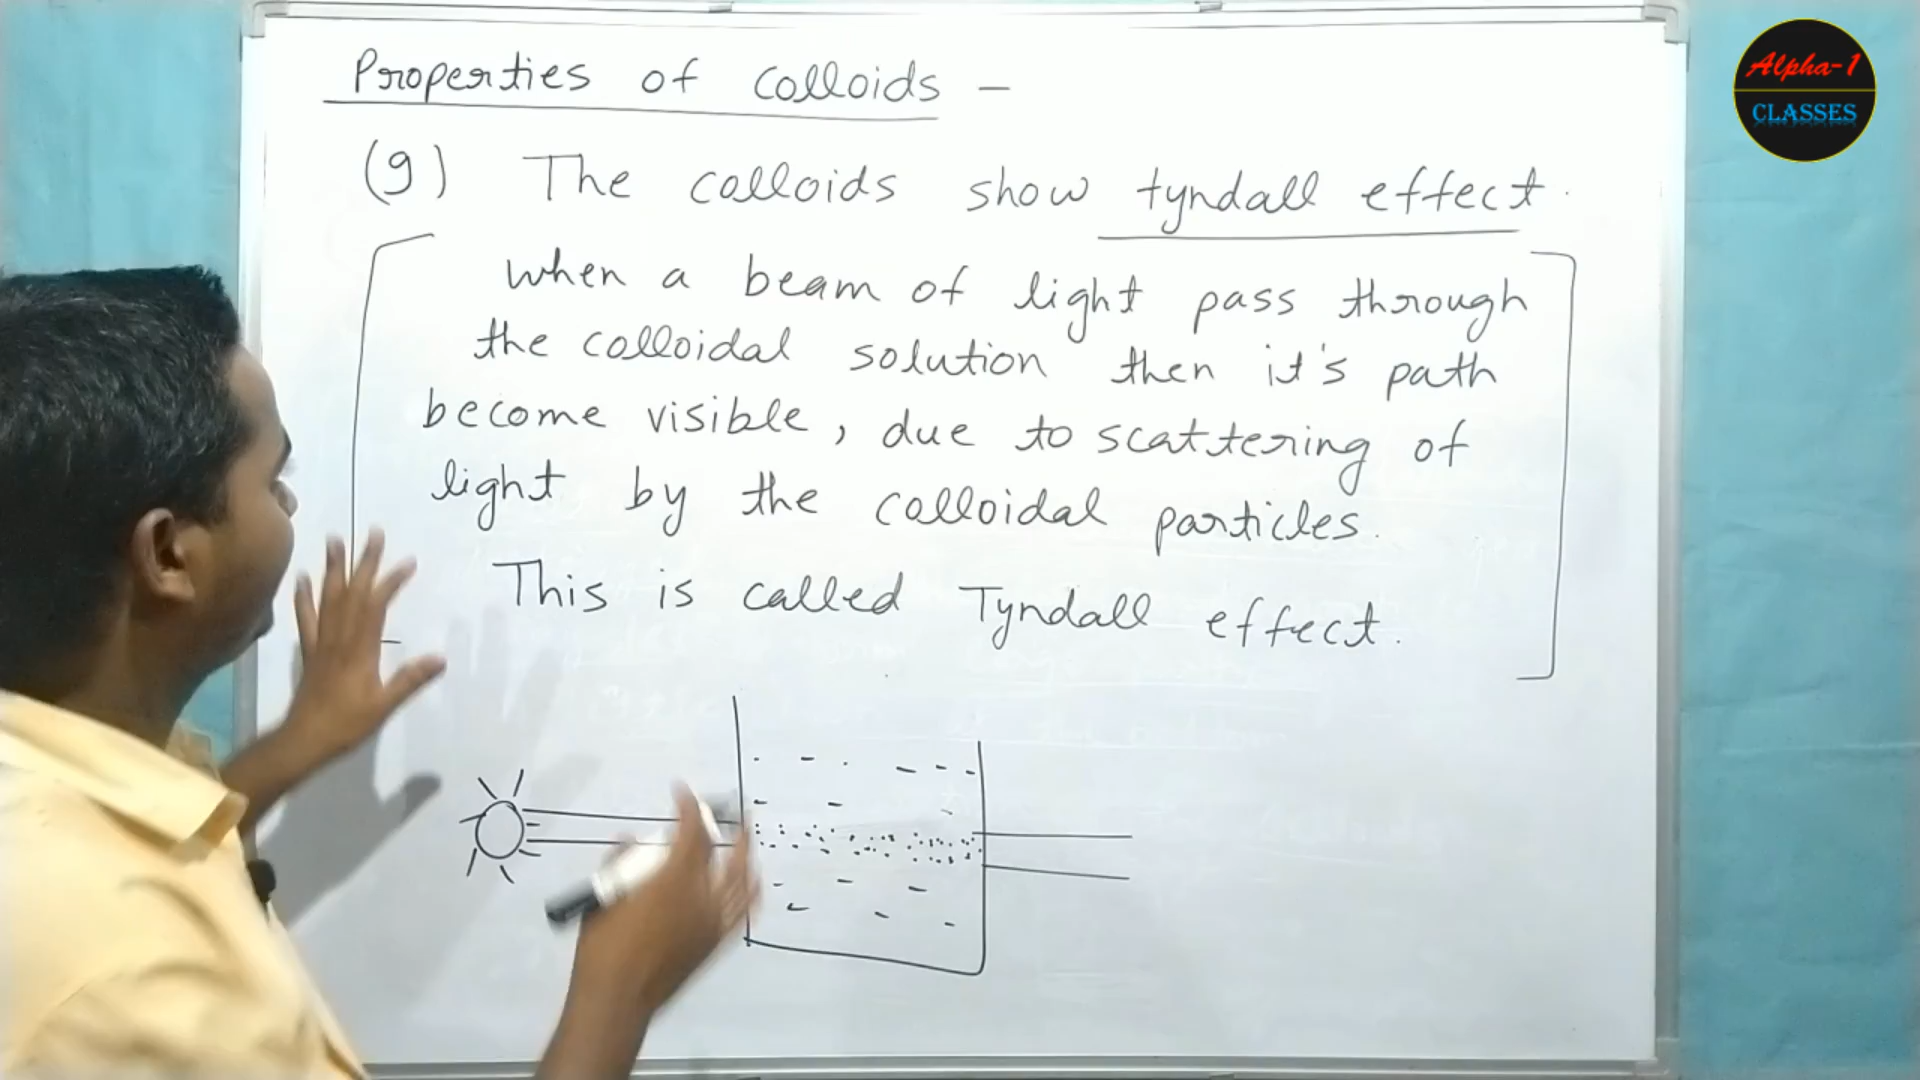 Properties of colloids –
(9) The colloids show tyndall effect.
when a beam of light pass through
the colloidal solution then it's path
become visible, due to scattering of
light by the colloidal particles.
This is called Tyndall effect.
Alpha-1
CLASSES